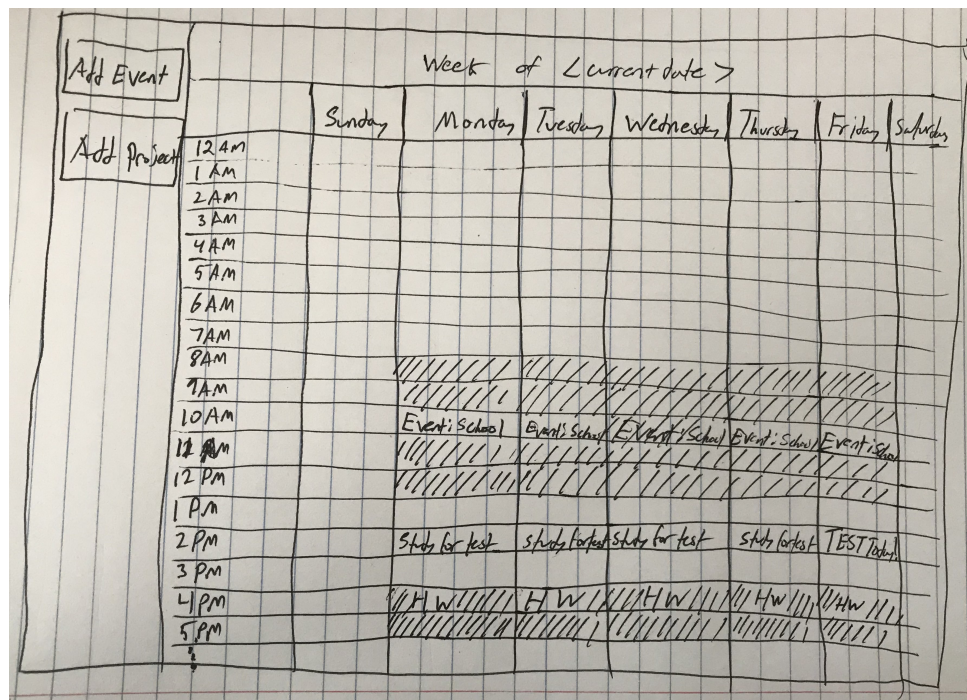 Add Event
Add Project
Week of <current date>
Sunday Monday Tuesday Wednesday Thursday Friday Saturday
12 AM
1 AM
2 AM
3 AM
4 AM
5 AM
6 AM
7 AM
8 AM
9 AM
10 AM Event: School Event: School Event: School Event: School Event: School
11 AM
12 PM
1 PM
2 PM Study for test study for test study for test study for test TEST Today!
3 PM
4 PM HW HW HW HW HW
5 PM